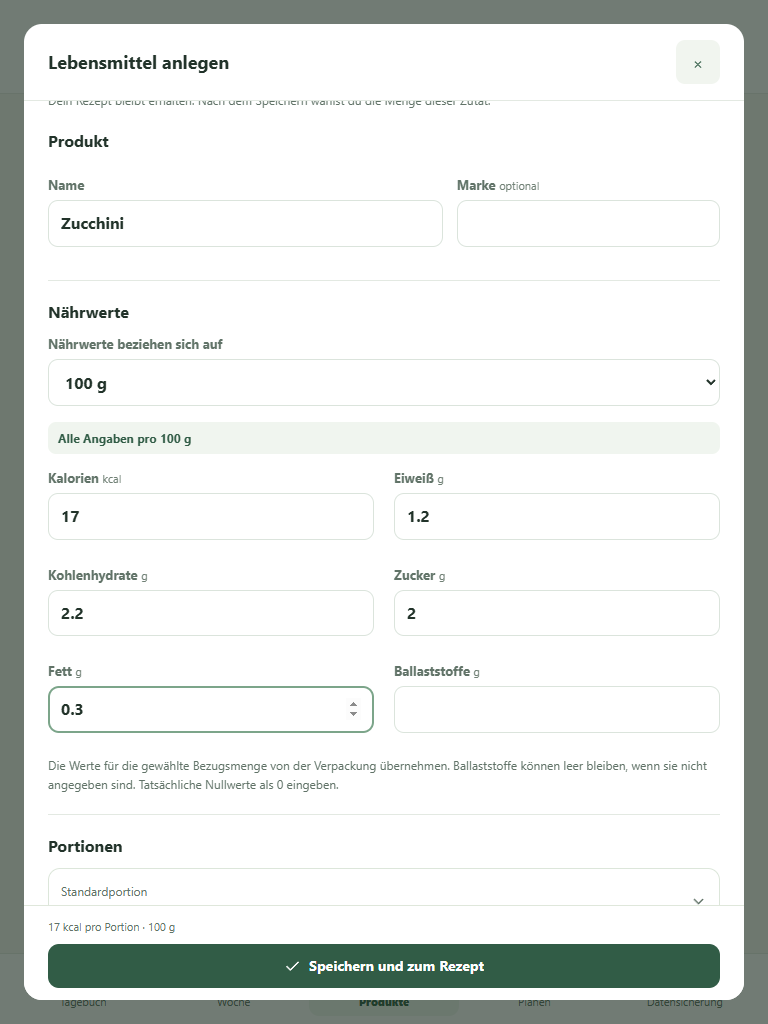 Lebensmittel anlegen
×
Dein Rezept bleibt erhalten. Nach dem Speichern wählst du die Menge dieser Zutat.
Produkt
Name
Marke optional
Zucchini
Nährwerte
Nährwerte beziehen sich auf
100 g
Alle Angaben pro 100 g
Kalorien kcal
Eiweiß g
17
1.2
Kohlenhydrate g
Zucker g
2.2
2
Fett g
Ballaststoffe g
0.3
Die Werte für die gewählte Bezugsmenge von der Verpackung übernehmen. Ballaststoffe können leer bleiben, wenn sie nicht
angegeben sind. Tatsächliche Nullwerte als 0 eingeben.
Portionen
Standardportion
17 kcal pro Portion · 100 g
Speichern und zum Rezept
Tagebuch
Woche
Produkte
Planen
Datensicherung